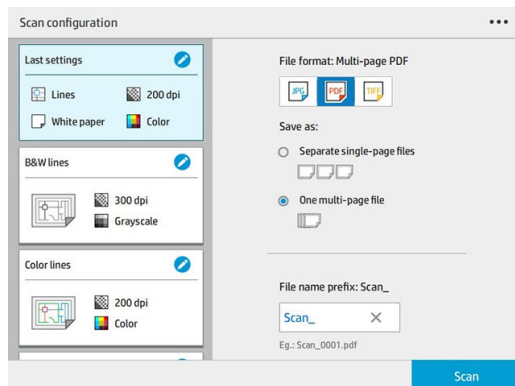 Scan configuration
Last settings
Lines
200 dpi
White paper
Color
B&W lines
300 dpi
Grayscale
Color lines
200 dpi
Color
File format: Multi-page PDF
JPG
PDF
TIFF
Save as:
Separate single-page files
One multi-page file
File name prefix: Scan_
Scan_
Eg.: Scan_0001.pdf
Scan